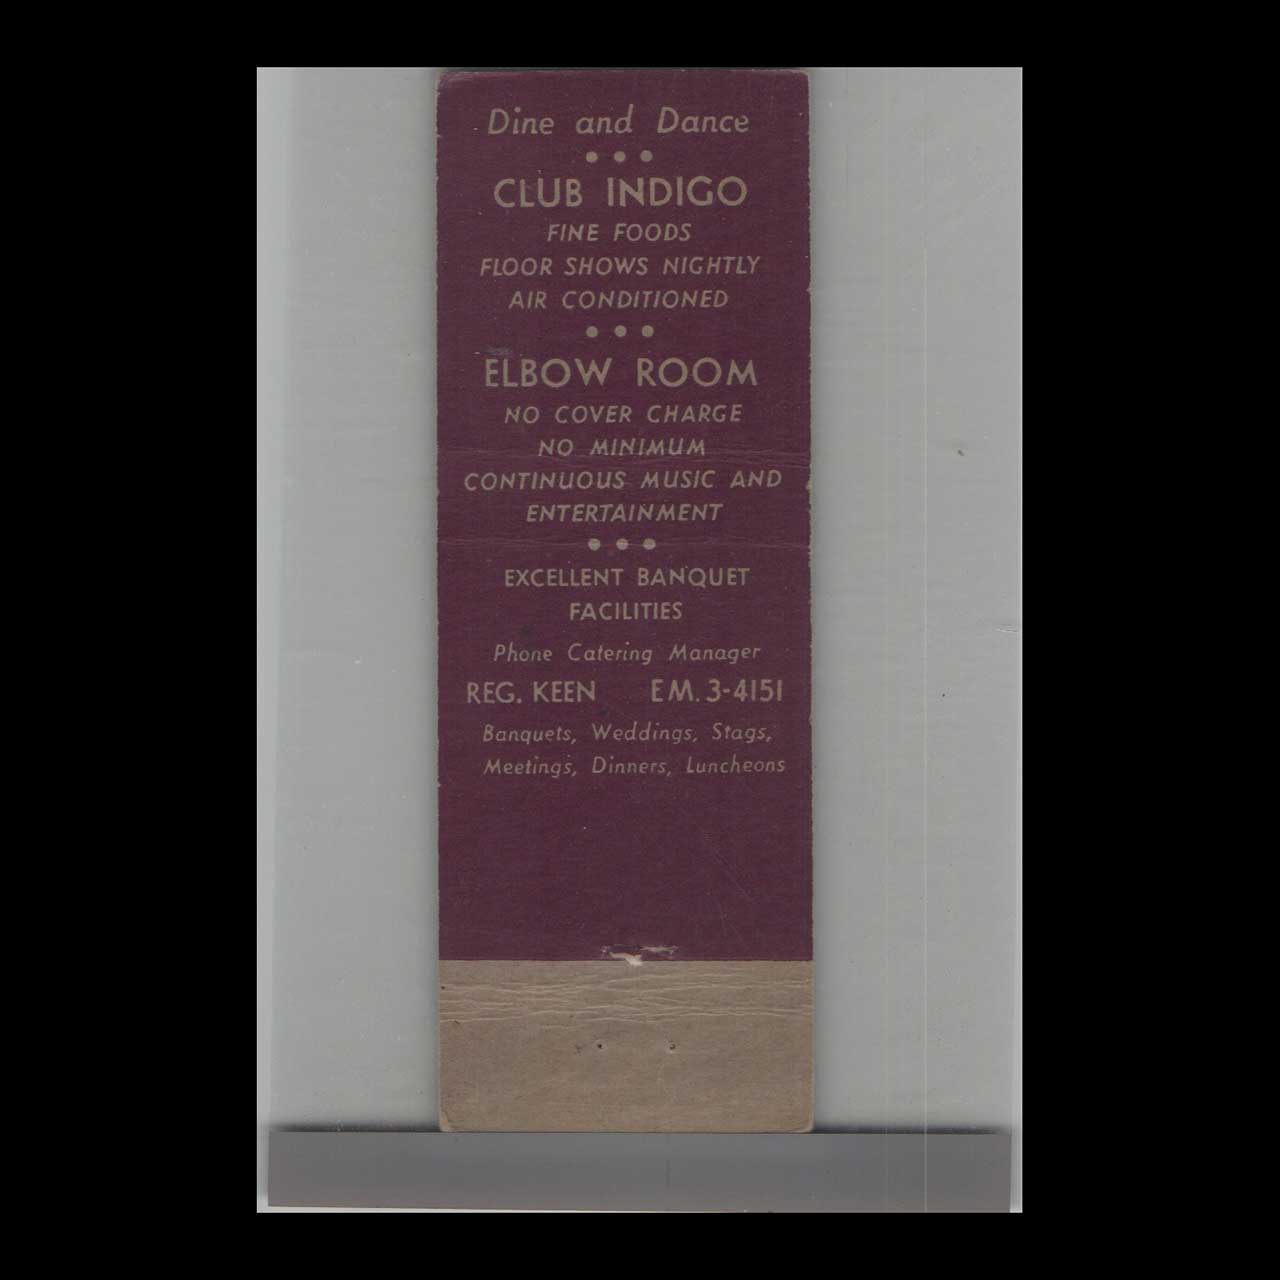 Dine and Dance
• • •
CLUB INDIGO
FINE FOODS
FLOOR SHOWS NIGHTLY
AIR CONDITIONED
• • •
ELBOW ROOM
NO COVER CHARGE
NO MINIMUM
CONTINUOUS MUSIC AND
ENTERTAINMENT
• • •
EXCELLENT BANQUET
FACILITIES
Phone Catering Manager
REG. KEEN EM. 3-4151
Banquets, Weddings, Stags,
Meetings, Dinners, Luncheons